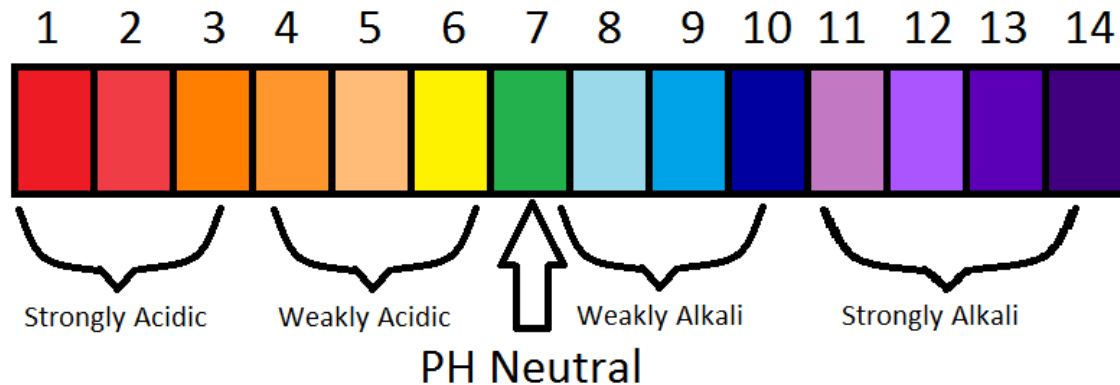 1 2 3 4 5 6 7 8 9 10 11 12 13 14
Strongly Acidic Weakly Acidic Weakly Alkali Strongly Alkali
PH Neutral